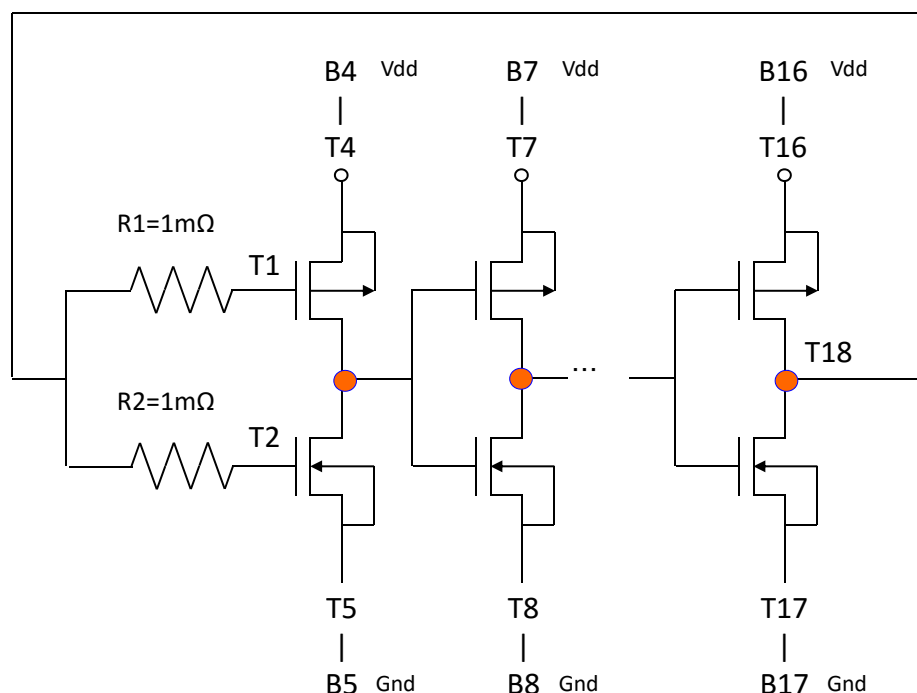 B4 Vdd B7 Vdd B16 Vdd
T4 T7 T16
R1=1mΩ
T1
T18
...
R2=1mΩ
T2
T5 T8 T17
B5 Gnd B8 Gnd B17 Gnd